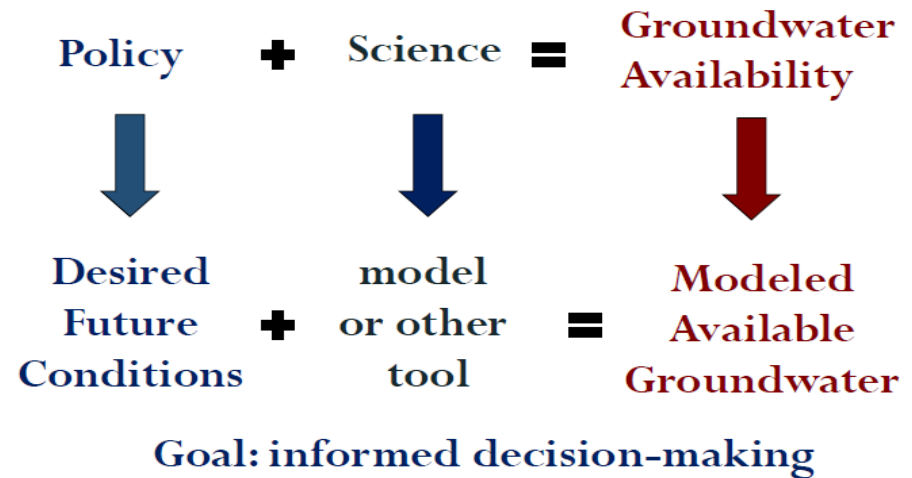 Policy + Science = Groundwater Availability
Desired Future Conditions + model or other tool = Modeled Available Groundwater
Goal: informed decision-making